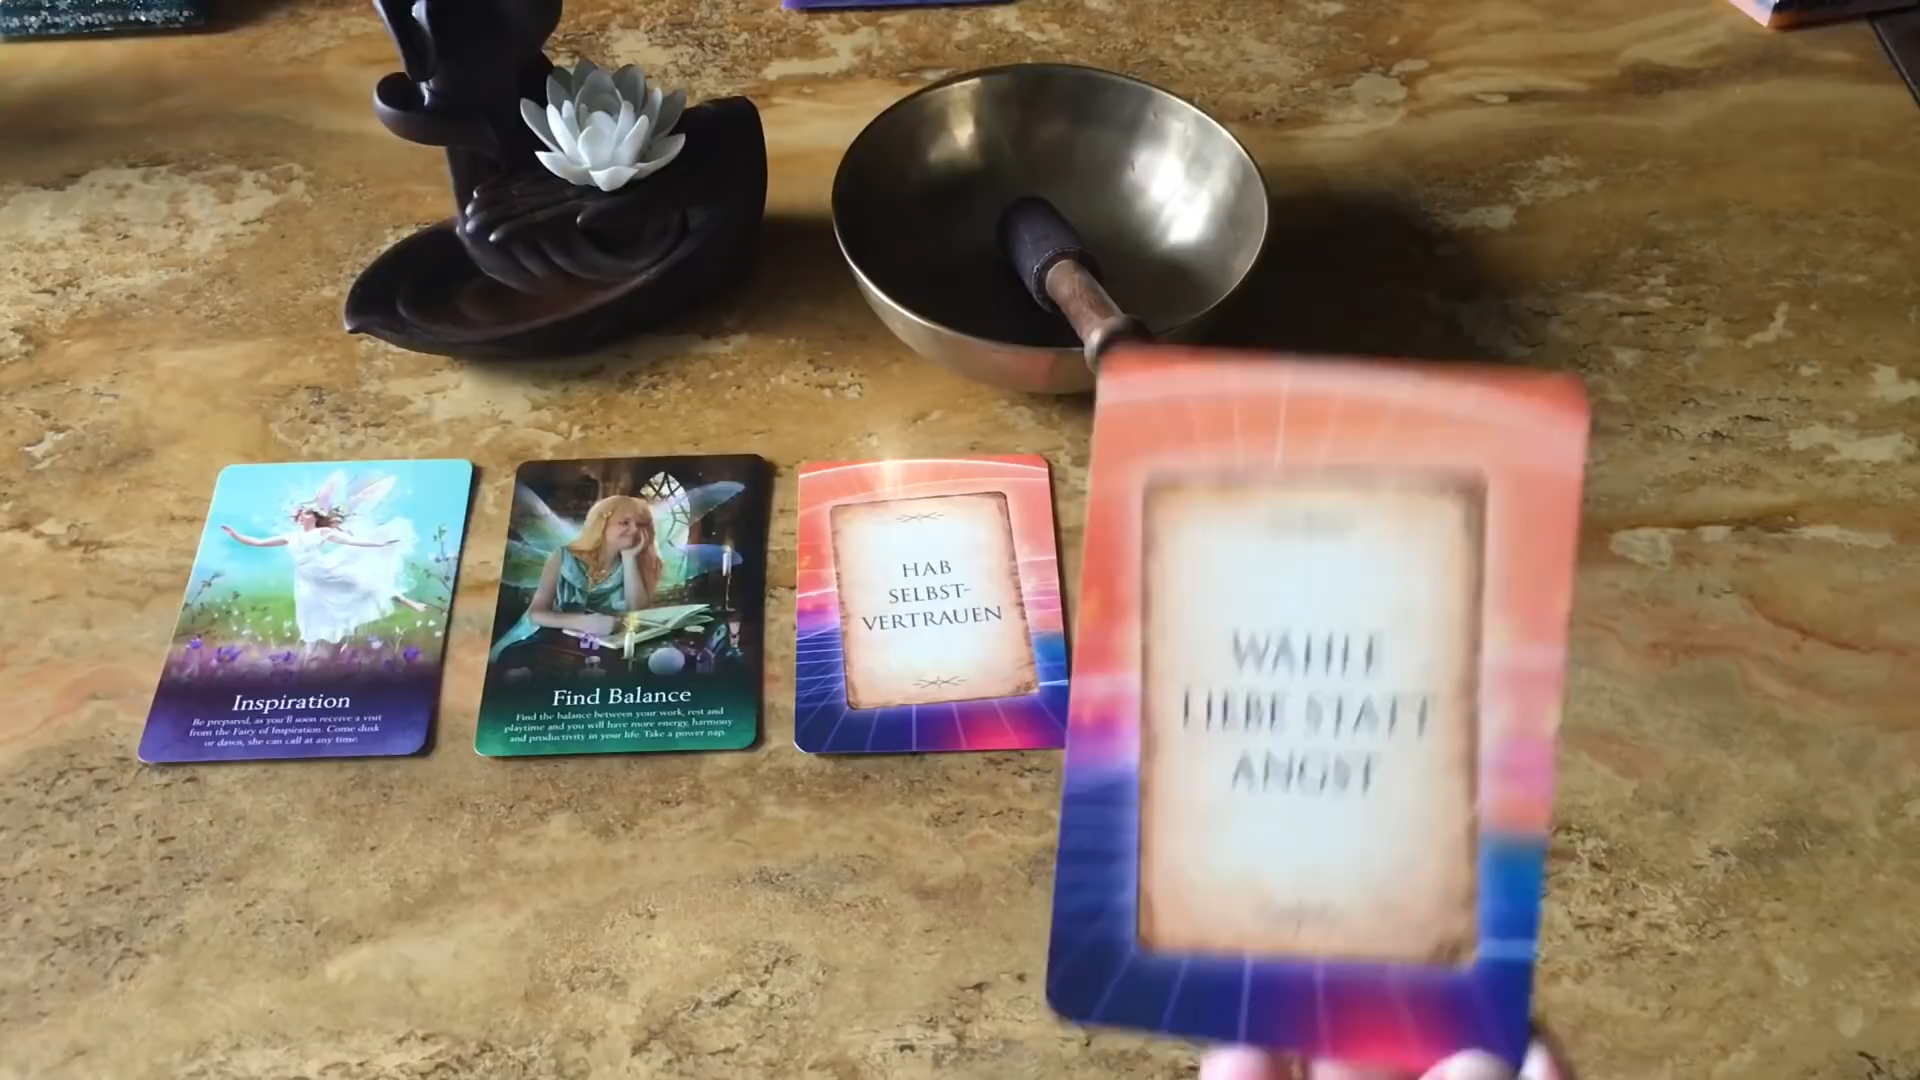 Inspiration
Be prepared, as you'll soon receive a visit
from the Fairy of Inspiration. Come dusk
or dawn, she can call at any time.
Find Balance
Find the balance between your work, rest and
playtime and you will have more energy, harmony
and productivity in your life. Take a power nap.
HAB
SELBST-
VERTRAUEN
WÄHLE
LIEBE STATT
ANGST